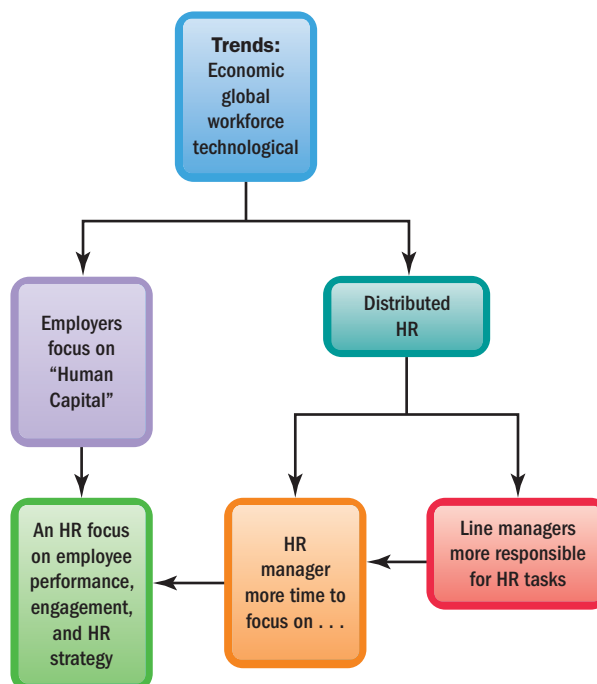 Trends:
Economic
global
workforce
technological
Employers
focus on
“Human
Capital”
Distributed
HR
An HR focus
on employee
performance,
engagement,
and HR
strategy
HR
manager
more time to
focus on . . .
Line managers
more responsible
for HR tasks